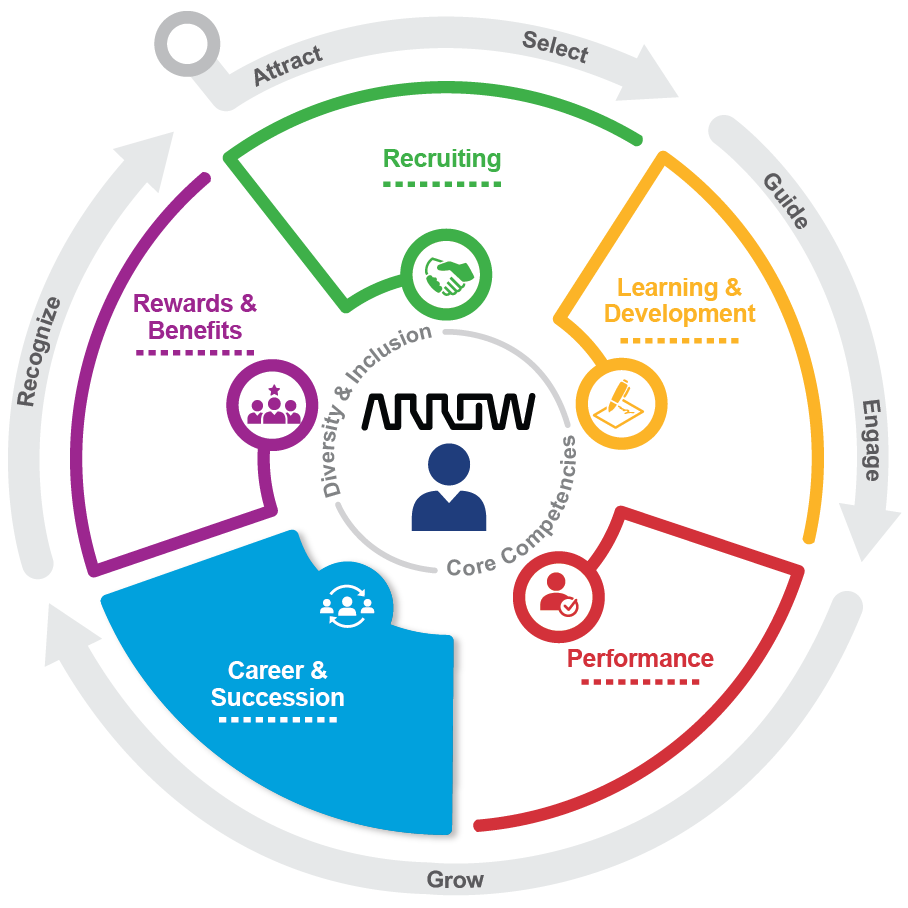 Attract
Select
Recruiting
Guide
Learning &
Development
Rewards &
Benefits
Recognize
Diversity & Inclusion
ARROW
Engage
Core Competencies
Performance
Career &
Succession
Grow